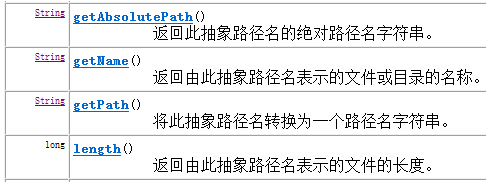 String getAbsolutePath()
返回此抽象路径名的绝对路径名字符串。
String getName()
返回由此抽象路径名表示的文件或目录的名称。
String getPath()
将此抽象路径名转换为一个路径名字符串。
long length()
返回由此抽象路径名表示的文件的长度。